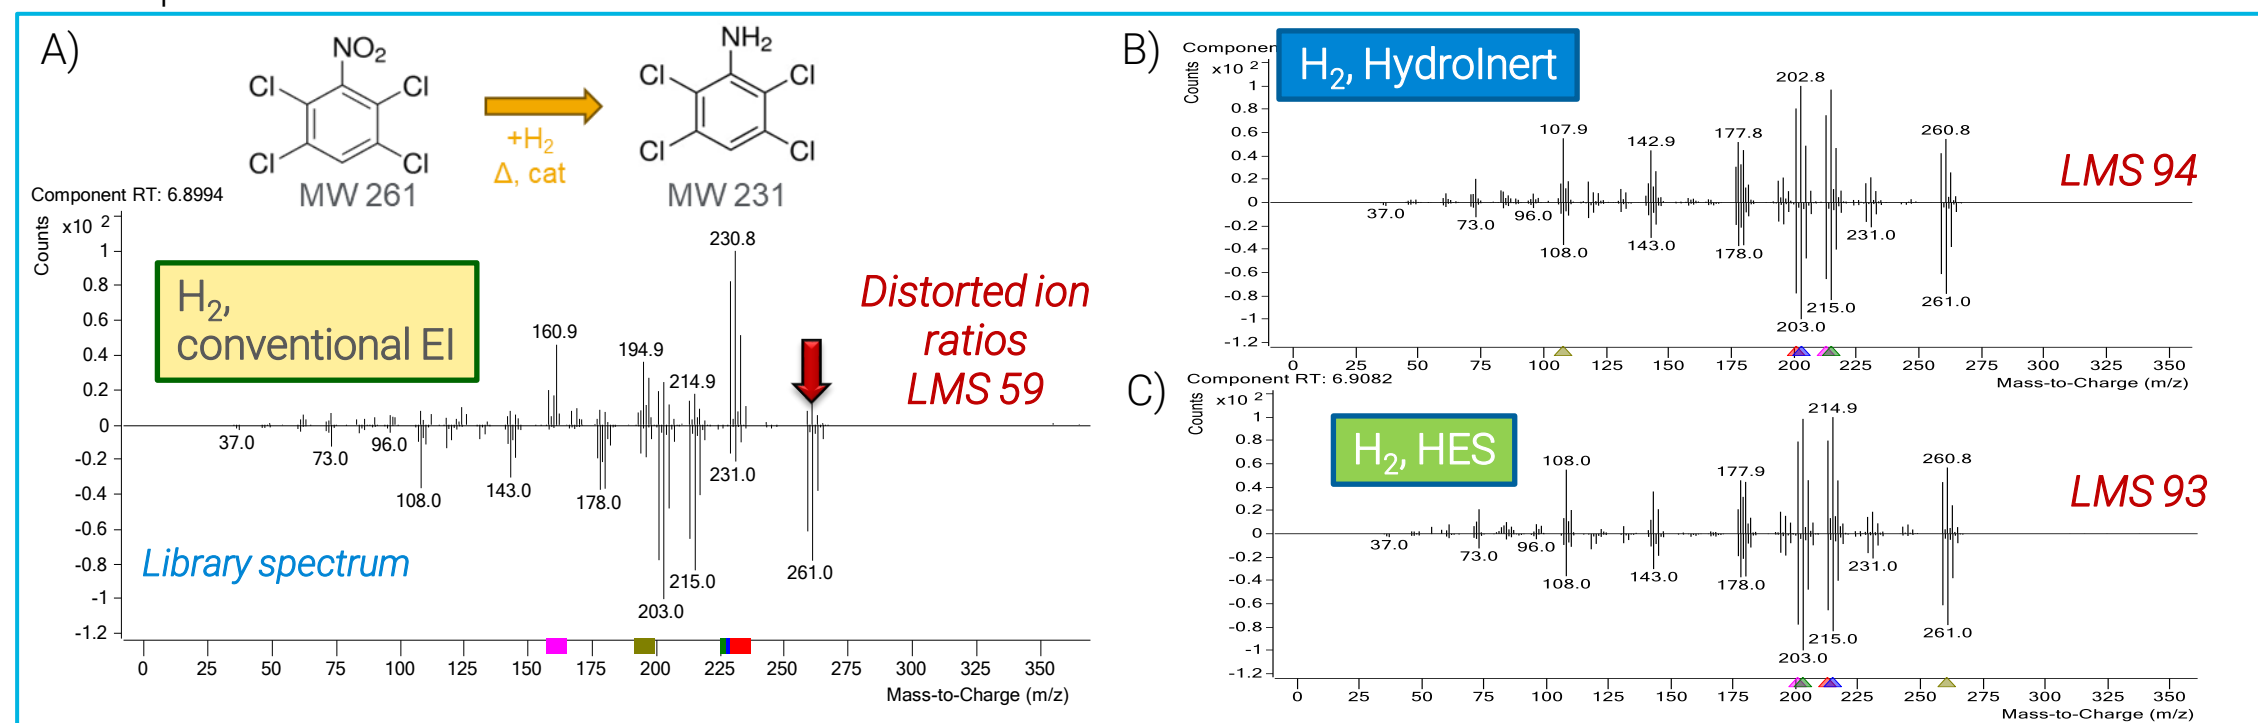 A)
NO2
Cl
Cl
Cl
Cl
MW 261
+H2
Δ, cat
NH2
Cl
Cl
Cl
Cl
MW 231
Component RT: 6.8994
Counts
x10 2
1
0.8
0.6
0.4
0.2
0
-0.2
-0.4
-0.6
-0.8
-1
-1.2
H2,
conventional EI
Distorted ion
ratios
LMS 59
Library spectrum
230.8
160.9
194.9
214.9
37.0
73.0
96.0
108.0
143.0
178.0
203.0
215.0
231.0
261.0
0 25 50 75 100 125 150 175 200 225 250 275 300 325 350
Mass-to-Charge (m/z)
B)
Componen
Counts
x10 2
H2, HydroInert
LMS 94
1
0.8
0.6
0.4
0.2
0
-0.2
-0.4
-0.6
-0.8
-1
-1.2
202.8
107.9
142.9
177.8
260.8
37.0
73.0
96.0
108.0
143.0
178.0
203.0
215.0
231.0
261.0
0 25 50 75 100 125 150 175 200 225 250 275 300 325 350
Mass-to-Charge (m/z)
C)
Component RT: 6.9082
Counts
x10 2
H2, HES
LMS 93
1
0.8
0.6
0.4
0.2
0
-0.2
-0.4
-0.6
-0.8
-1
-1.2
214.9
108.0
177.9
260.8
37.0
73.0
96.0
108.0
143.0
178.0
203.0
215.0
231.0
261.0
0 25 50 75 100 125 150 175 200 225 250 275 300 325 350
Mass-to-Charge (m/z)